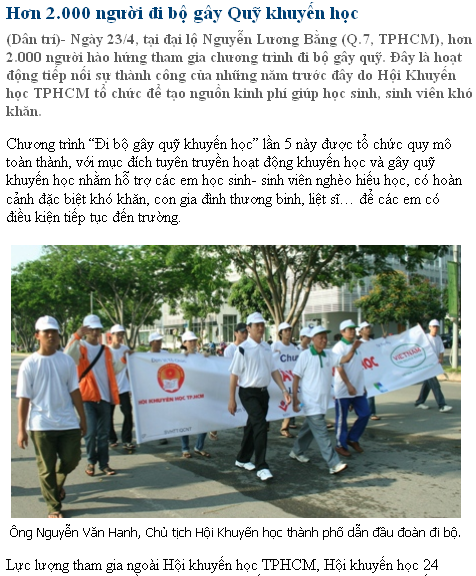 Hơn 2.000 người đi bộ gây Quỹ khuyến học
(Dân trí)- Ngày 23/4, tại đại lộ Nguyễn Lương Bằng (Q.7, TPHCM), hơn
2.000 người hào hứng tham gia chương trình đi bộ gây quỹ. Đây là hoạt
động tiếp nối sự thành công của những năm trước đây do Hội Khuyến
học TPHCM tổ chức để tạo nguồn kinh phí giúp học sinh, sinh viên khó
khăn.
Chương trình “Đi bộ gây quỹ khuyến học” lần 5 này được tổ chức quy mô
toàn thành, với mục đích tuyên truyền hoạt động khuyến học và gây quỹ
khuyến học nhằm hỗ trợ các em học sinh- sinh viên nghèo hiếu học, có hoàn
cảnh đặc biệt khó khăn, con gia đình thương binh, liệt sĩ… để các em có
điều kiện tiếp tục đến trường.
HỘI KHUYẾN HỌC TP.HCM
VIETNAM
Ông Nguyễn Văn Hanh, Chủ tịch Hội Khuyến học thành phố dẫn đầu đoàn đi bộ.
Lực lượng tham gia ngoài Hội khuyến học TPHCM, Hội khuyến học 24